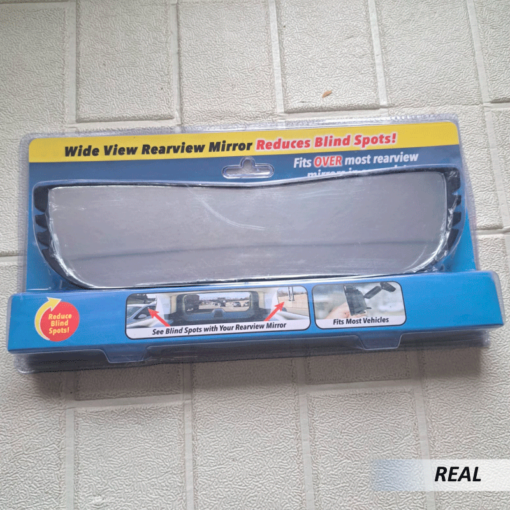 Wide View Rearview Mirror Reduces Blind Spots!
Fits OVER most rearview
Reduce
Blind
Spots!
See Blind Spots with Your Rearview Mirror
Fits Most Vehicles
REAL